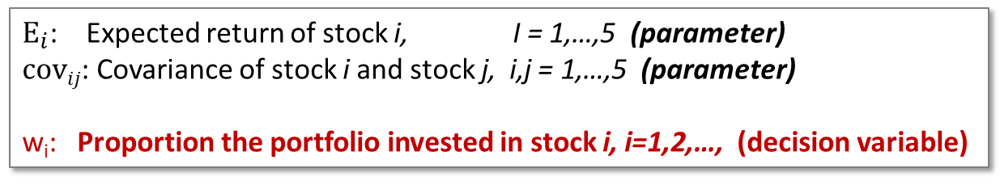 Eᵢ: Expected return of stock i, I = 1,...,5 (parameter)
covᵢⱼ: Covariance of stock i and stock j, i,j = 1,...,5 (parameter)
wᵢ: Proportion the portfolio invested in stock i, i=1,2,..., (decision variable)